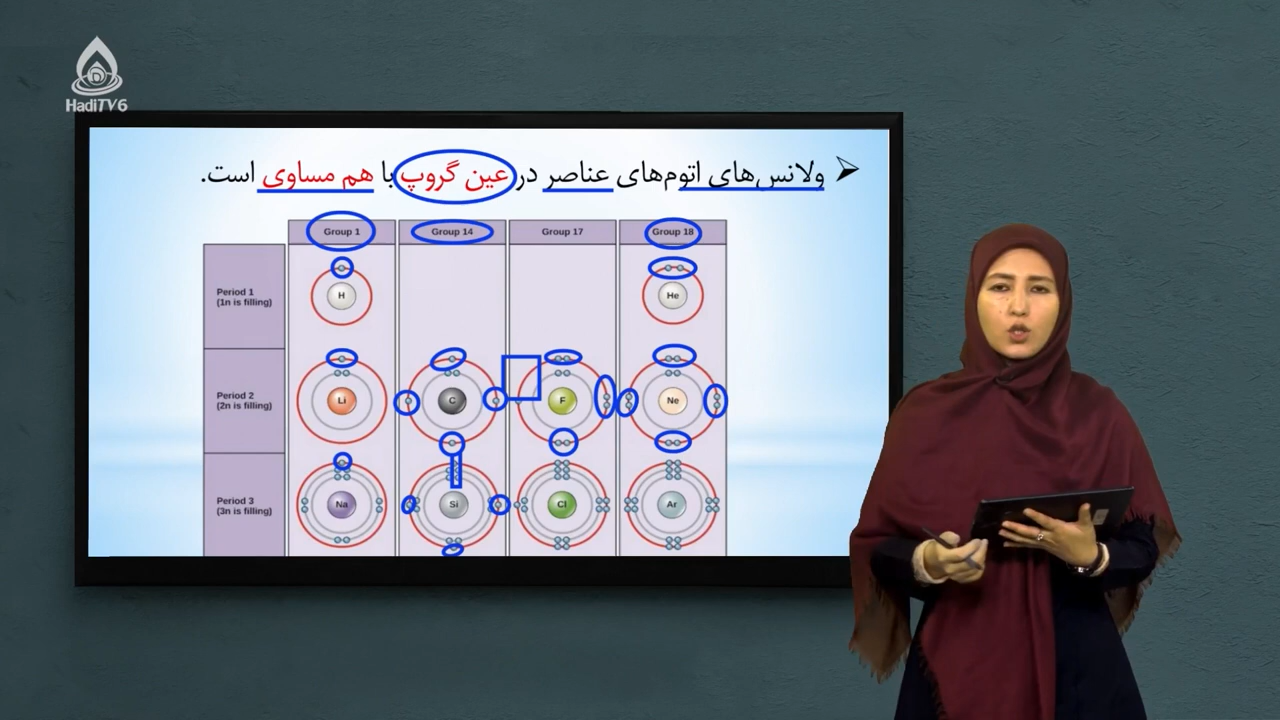 HadiTV6
ولانس‌های اتوم‌های عناصر در عین گروپ با هم مساوی است.
Group 1 Group 14 Group 17 Group 18
Period 1
(1n is filling)
H He
Period 2
(2n is filling)
Li C F Ne
Period 3
(3n is filling)
Na Si Cl Ar